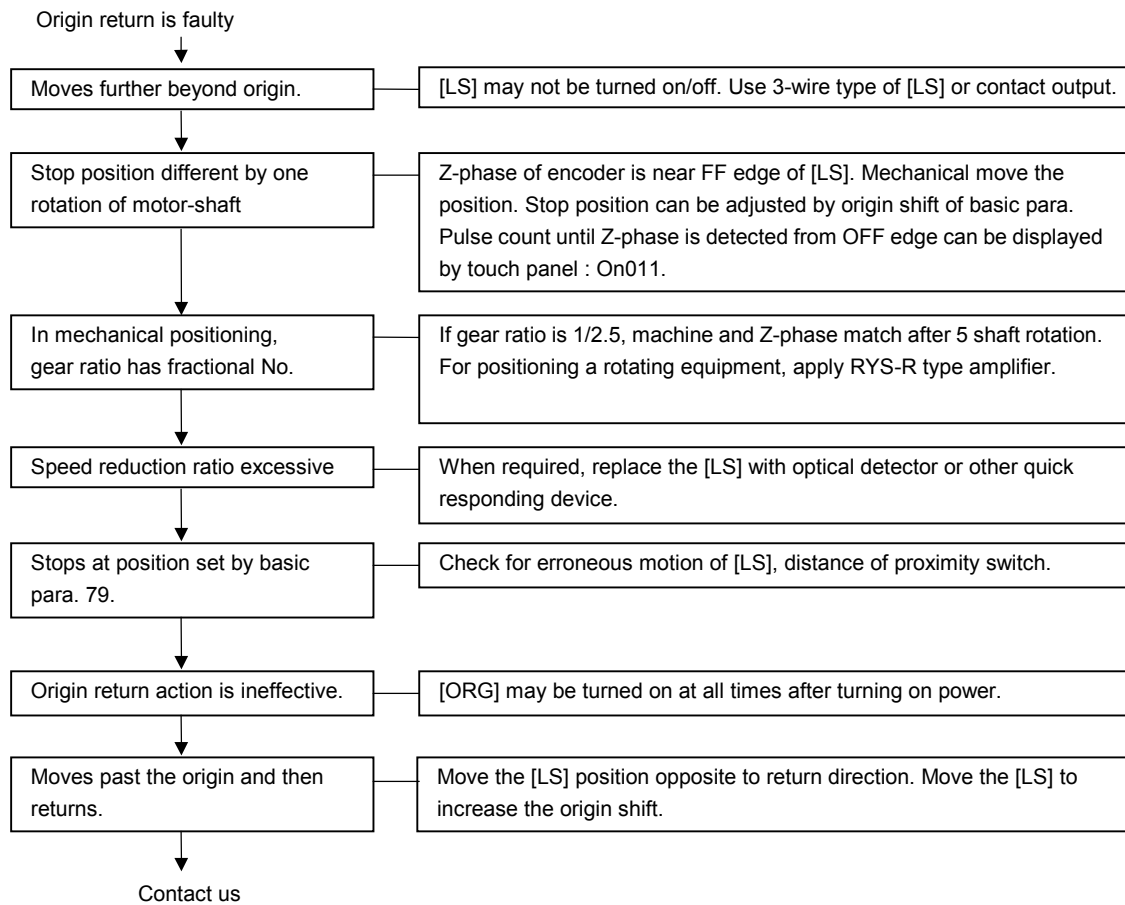 Origin return is faulty
Moves further beyond origin.
[LS] may not be turned on/off. Use 3-wire type of [LS] or contact output.
Stop position different by one
rotation of motor-shaft
Z-phase of encoder is near FF edge of [LS]. Mechanical move the
position. Stop position can be adjusted by origin shift of basic para.
Pulse count until Z-phase is detected from OFF edge can be displayed
by touch panel : On011.
In mechanical positioning,
gear ratio has fractional No.
If gear ratio is 1/2.5, machine and Z-phase match after 5 shaft rotation.
For positioning a rotating equipment, apply RYS-R type amplifier.
Speed reduction ratio excessive
When required, replace the [LS] with optical detector or other quick
responding device.
Stops at position set by basic
para. 79.
Check for erroneous motion of [LS], distance of proximity switch.
Origin return action is ineffective.
[ORG] may be turned on at all times after turning on power.
Moves past the origin and then
returns.
Move the [LS] position opposite to return direction. Move the [LS] to
increase the origin shift.
Contact us